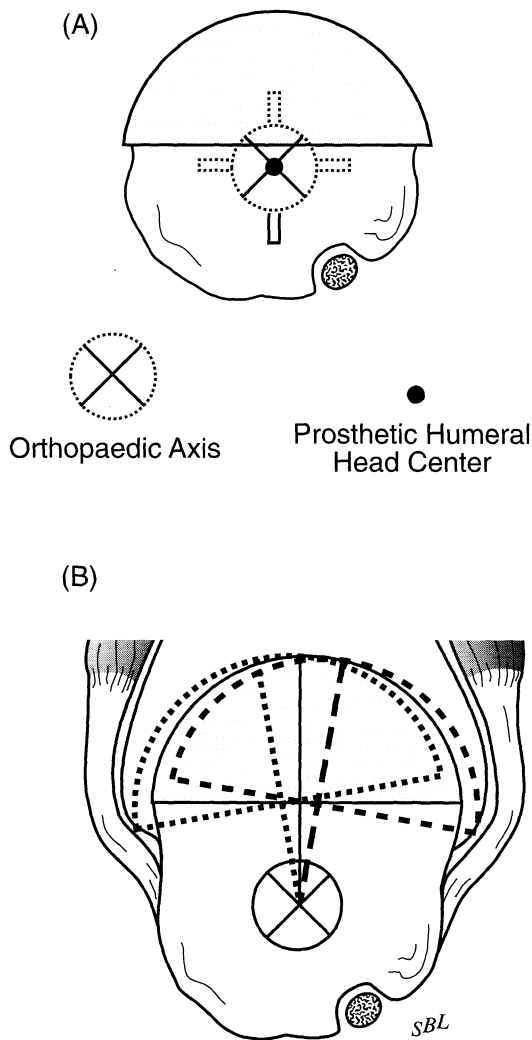 (A)
Orthopaedic Axis
Prosthetic Humeral
Head Center
(B)
SBL